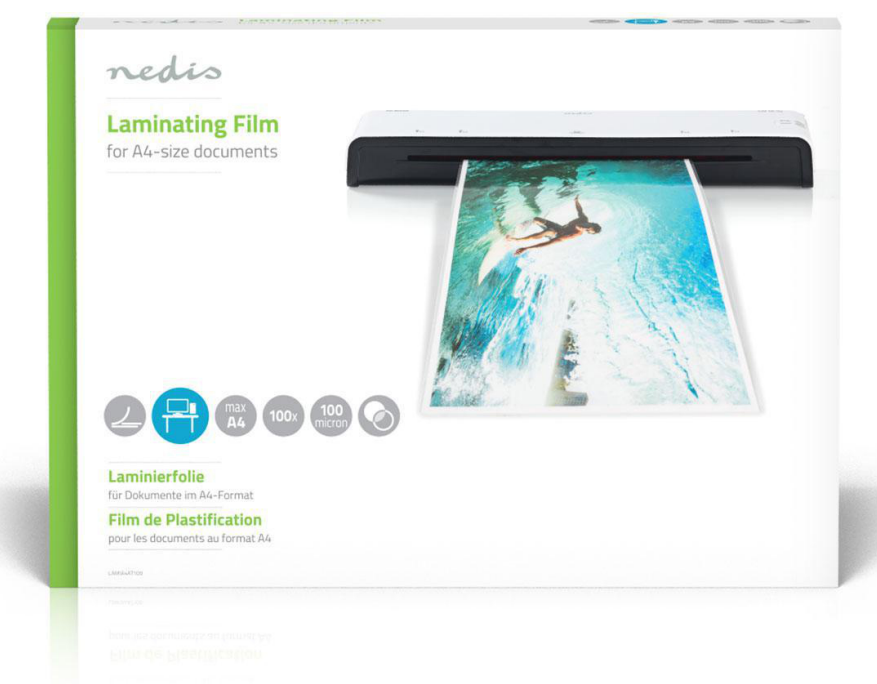 nedis
Laminating Film
for A4-size documents
max
A4
100x
100
micron
Laminierfolie
für Dokumente im A4-Format
Film de Plastification
pour les documents au format A4